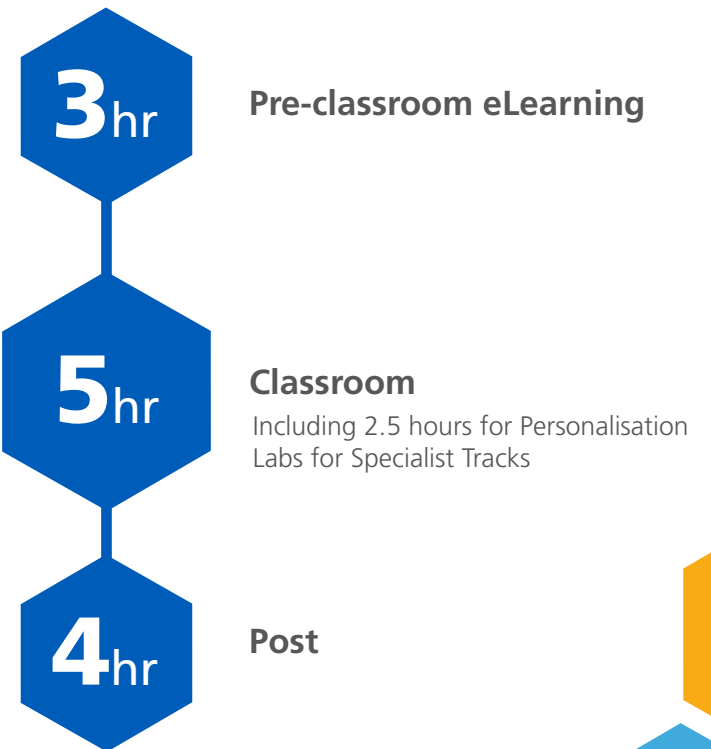 3hr
Pre-classroom eLearning
5hr
Classroom
Including 2.5 hours for Personalisation
Labs for Specialist Tracks
4hr
Post